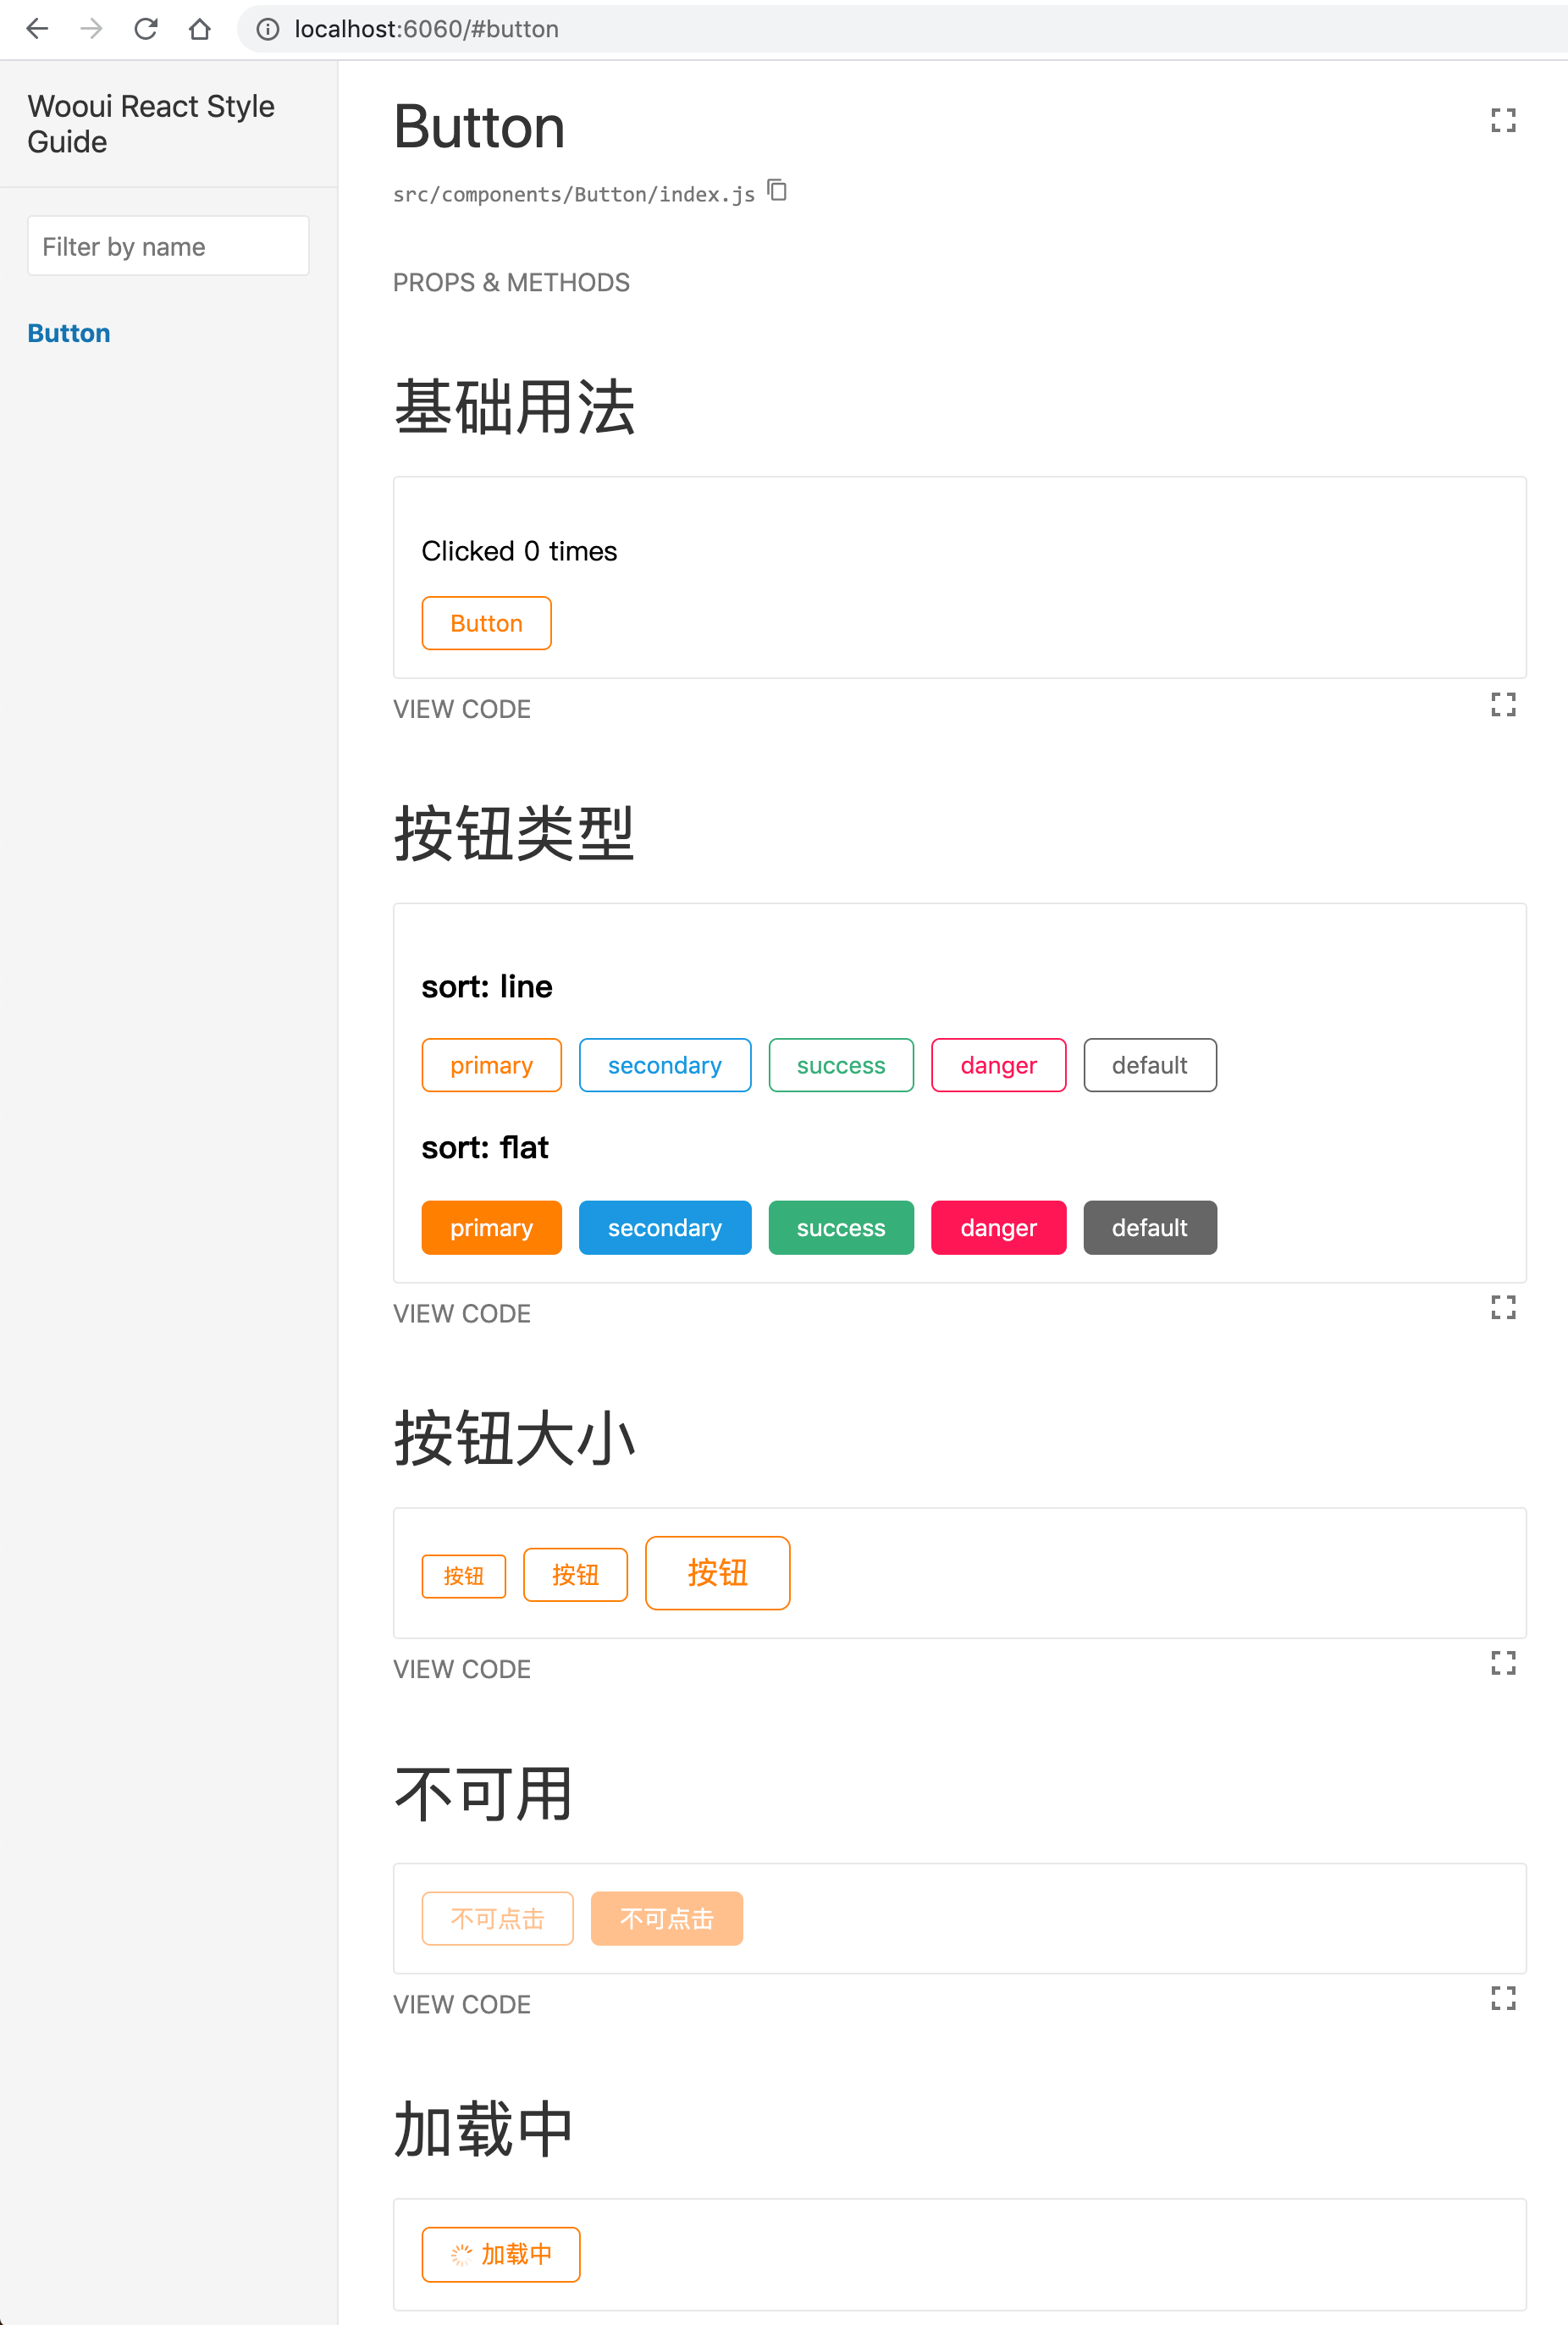 localhost:6060/#button
Wooui React Style
Guide
Filter by name
Button
Button
src/components/Button/index.js
PROPS & METHODS
基础用法
Clicked 0 times
Button
VIEW CODE
按钮类型
sort: line
primary secondary success danger default
sort: flat
primary secondary success danger default
VIEW CODE
按钮大小
按钮 按钮 按钮
VIEW CODE
不可用
不可点击 不可点击
VIEW CODE
加载中
加载中